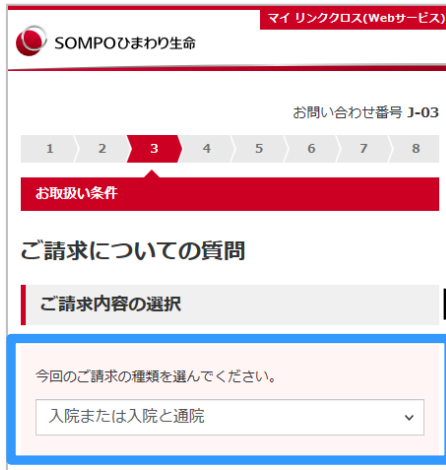 マイ リンククロス(Webサービス)
SOMPOひまわり生命
お問い合わせ番号 J-03
1 2 3 4 5 6 7 8
お取扱い条件
ご請求についての質問
ご請求内容の選択
今回のご請求の種類を選んでください。
入院または入院と通院